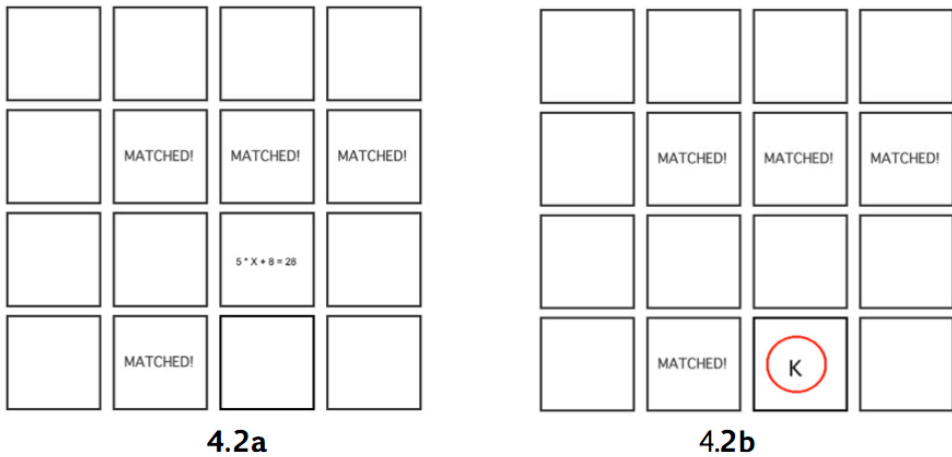 MATCHED! MATCHED! MATCHED! MATCHED! MATCHED! MATCHED!
5 * X + 8 = 28
MATCHED! MATCHED! K
4.2a 4.2b